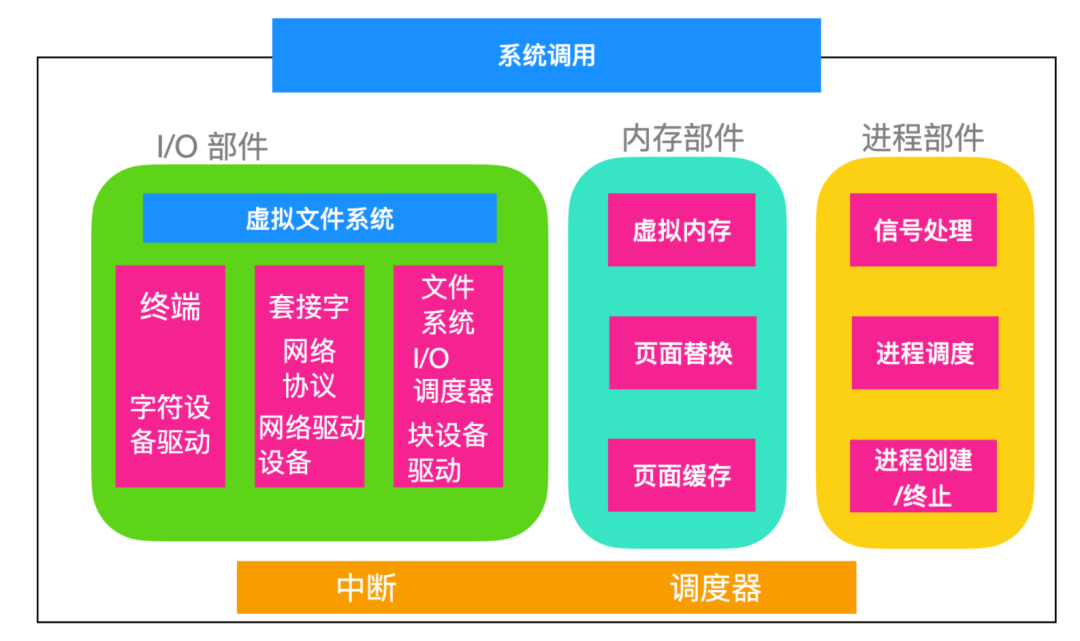 系统调用
I/O 部件
内存部件
进程部件
虚拟文件系统
终端
字符设
备驱动
套接字
网络
协议
网络驱动
设备
文件
系统
I/O
调度器
块设备
驱动
虚拟内存
页面替换
页面缓存
信号处理
进程调度
进程创建
/终止
中断
调度器